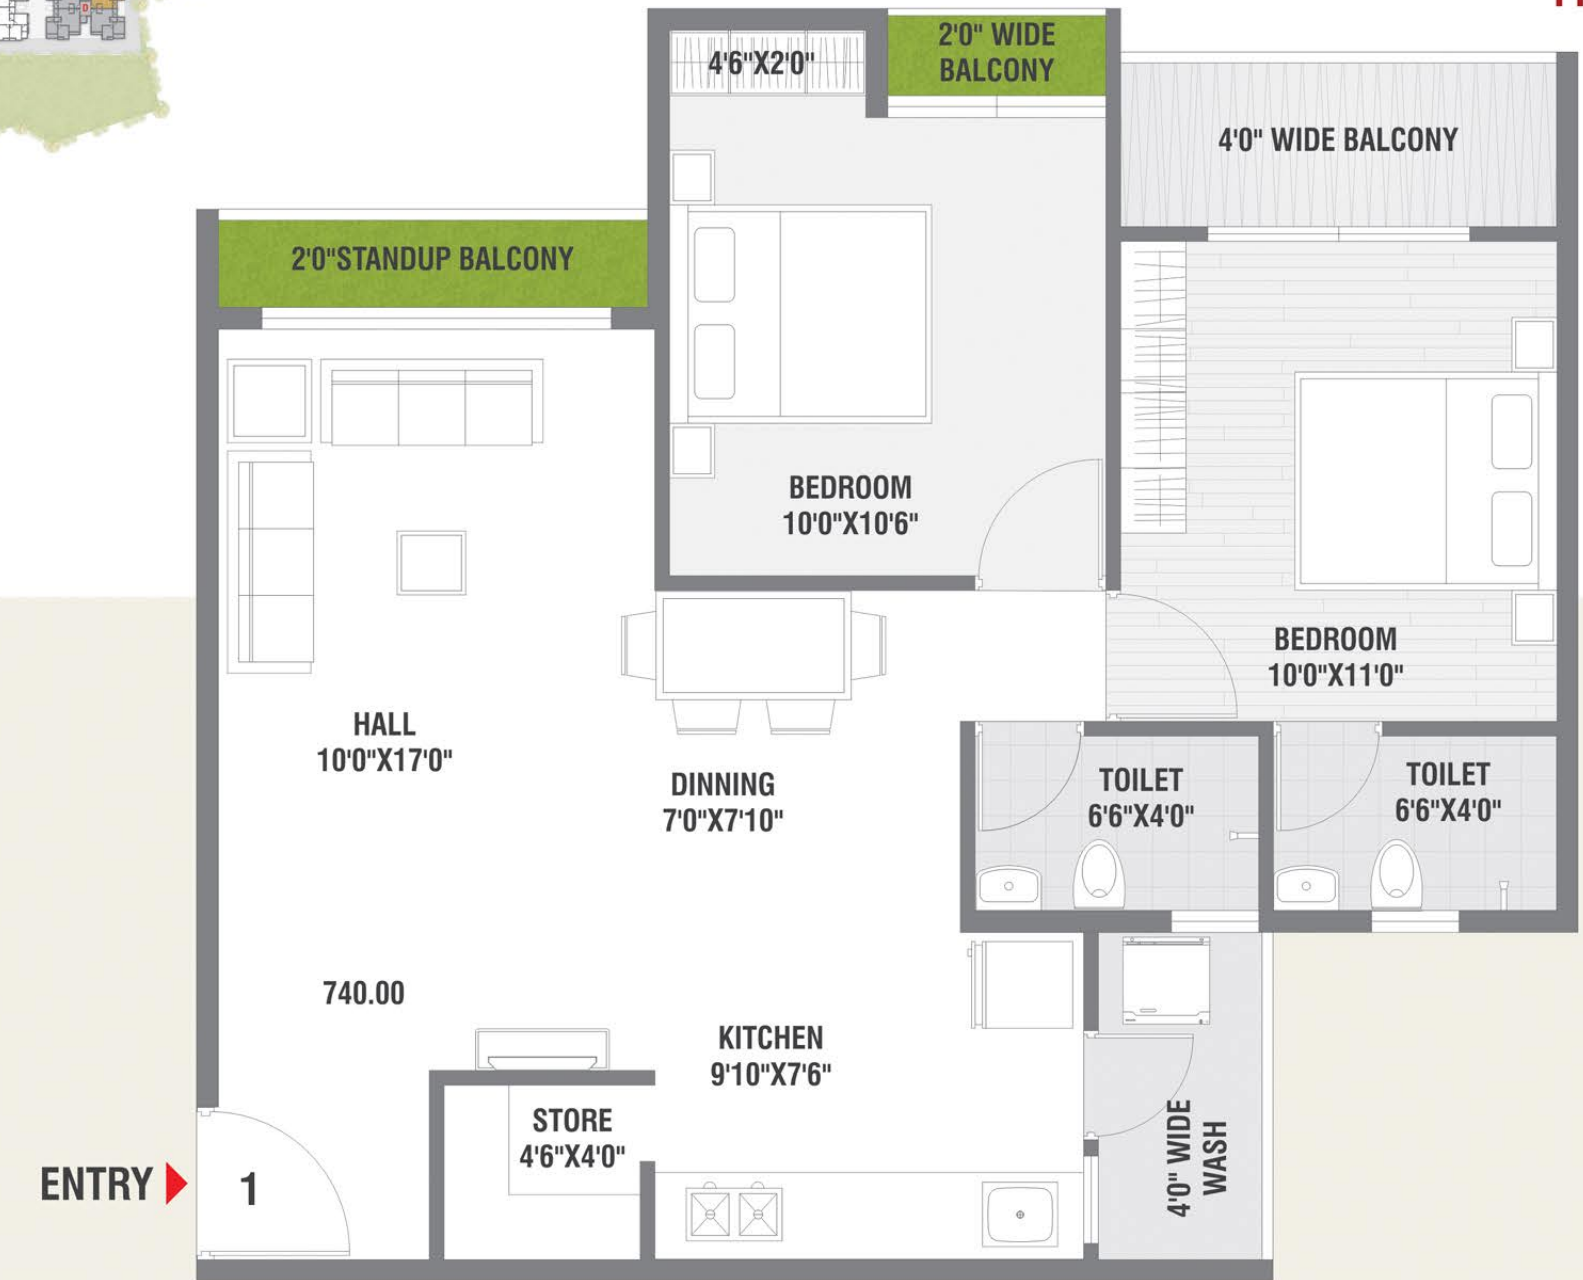 4'6"X2'0"
2'0" WIDE
BALCONY
4'0" WIDE BALCONY
2'0"STANDUP BALCONY
BEDROOM
10'0"X10'6"
BEDROOM
10'0"X11'0"
HALL
10'0"X17'0"
DINNING
7'0"X7'10"
TOILET
6'6"X4'0"
TOILET
6'6"X4'0"
740.00
KITCHEN
9'10"X7'6"
STORE
4'6"X4'0"
4'0" WIDE
WASH
ENTRY
1